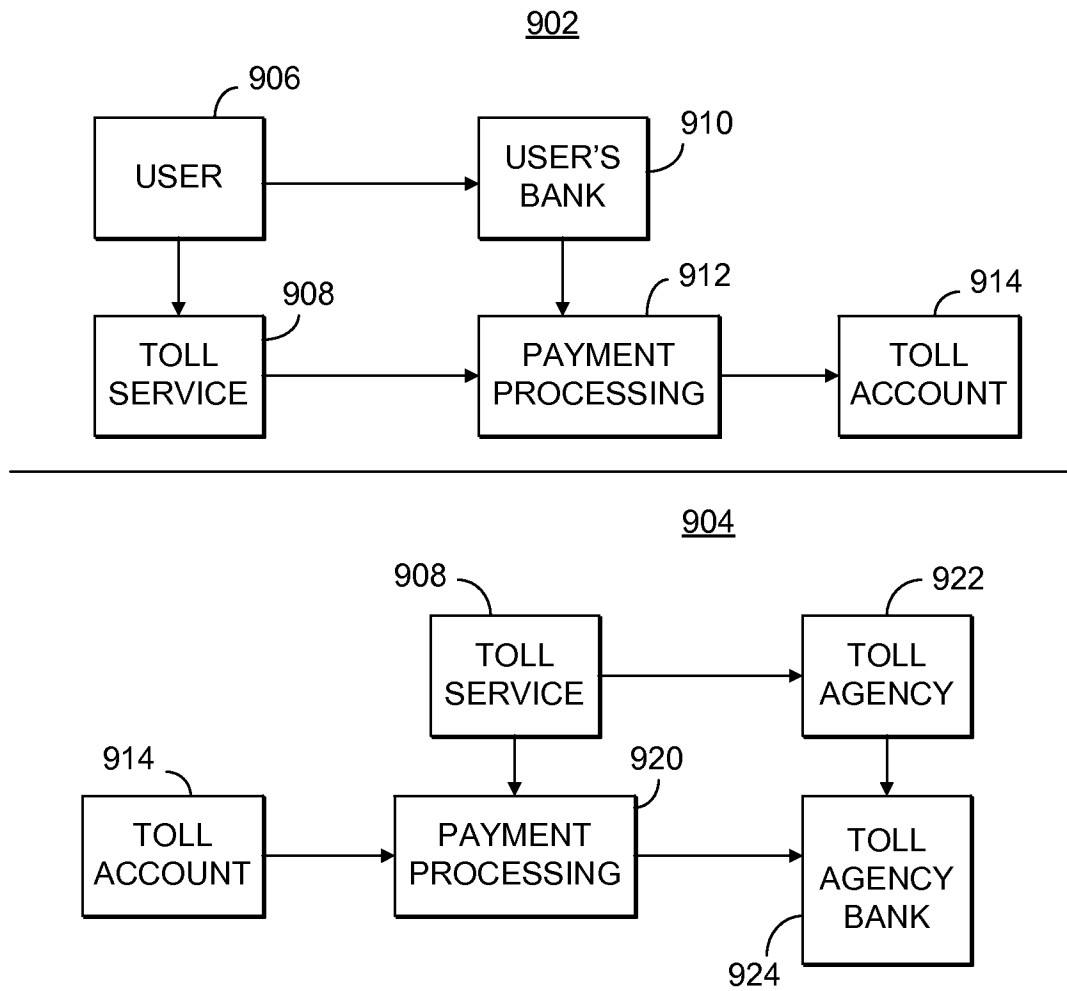 902
906
USER
910
USER'S
BANK
908
TOLL
SERVICE
912
PAYMENT
PROCESSING
914
TOLL
ACCOUNT
904
908
TOLL
SERVICE
922
TOLL
AGENCY
914
TOLL
ACCOUNT
920
PAYMENT
PROCESSING
TOLL
AGENCY
BANK
924